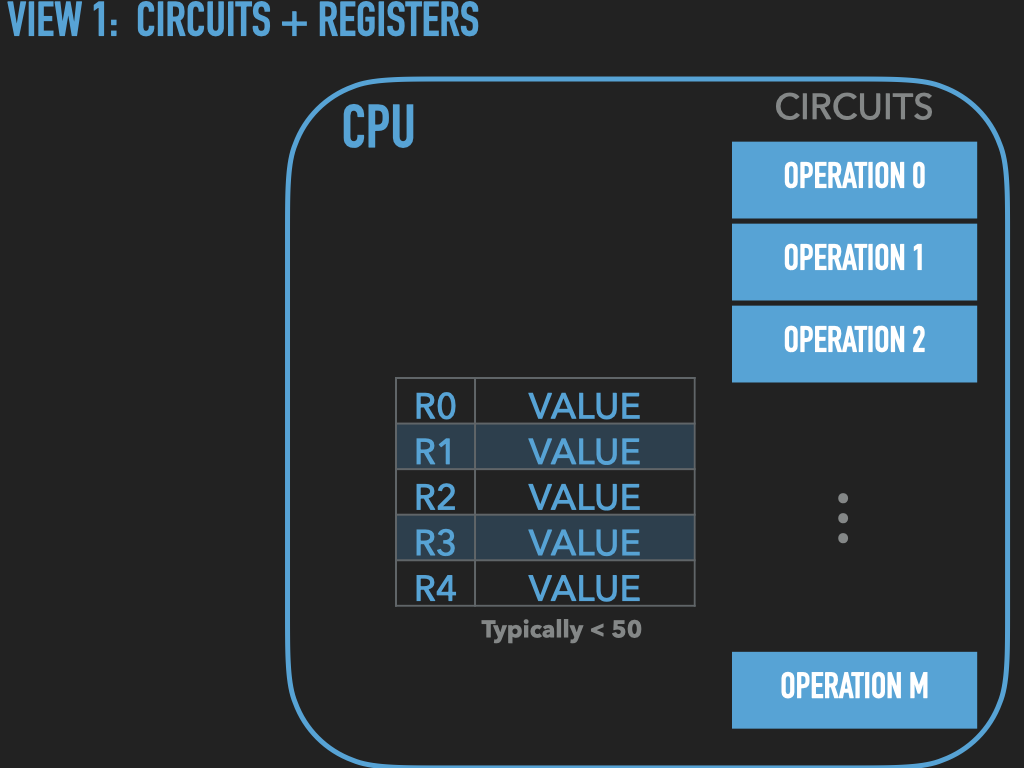 VIEW 1: CIRCUITS + REGISTERS
CPU
CIRCUITS
OPERATION 0
OPERATION 1
OPERATION 2
R0 VALUE
R1 VALUE
R2 VALUE
R3 VALUE
R4 VALUE
Typically < 50
OPERATION M